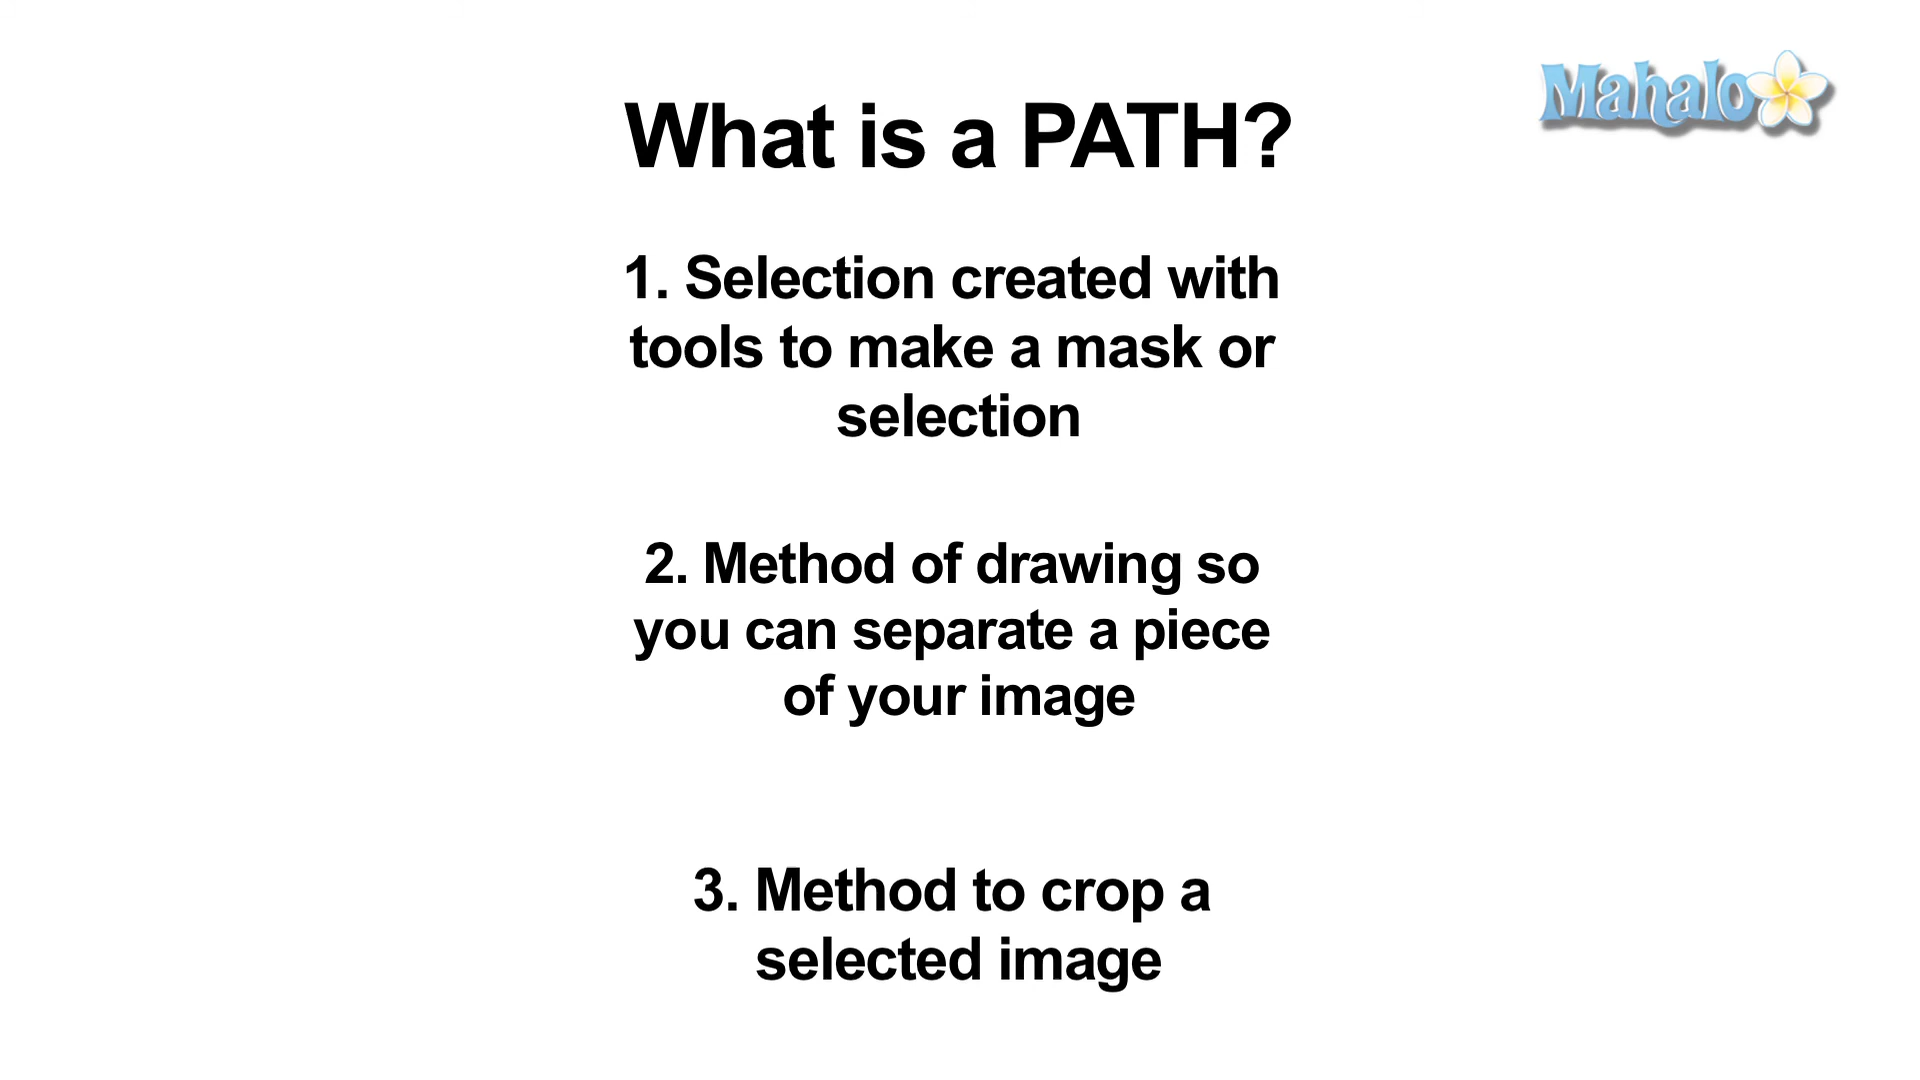 Mahalo
What is a PATH?
1. Selection created with
tools to make a mask or
selection
2. Method of drawing so
you can separate a piece
of your image
3. Method to crop a
selected image